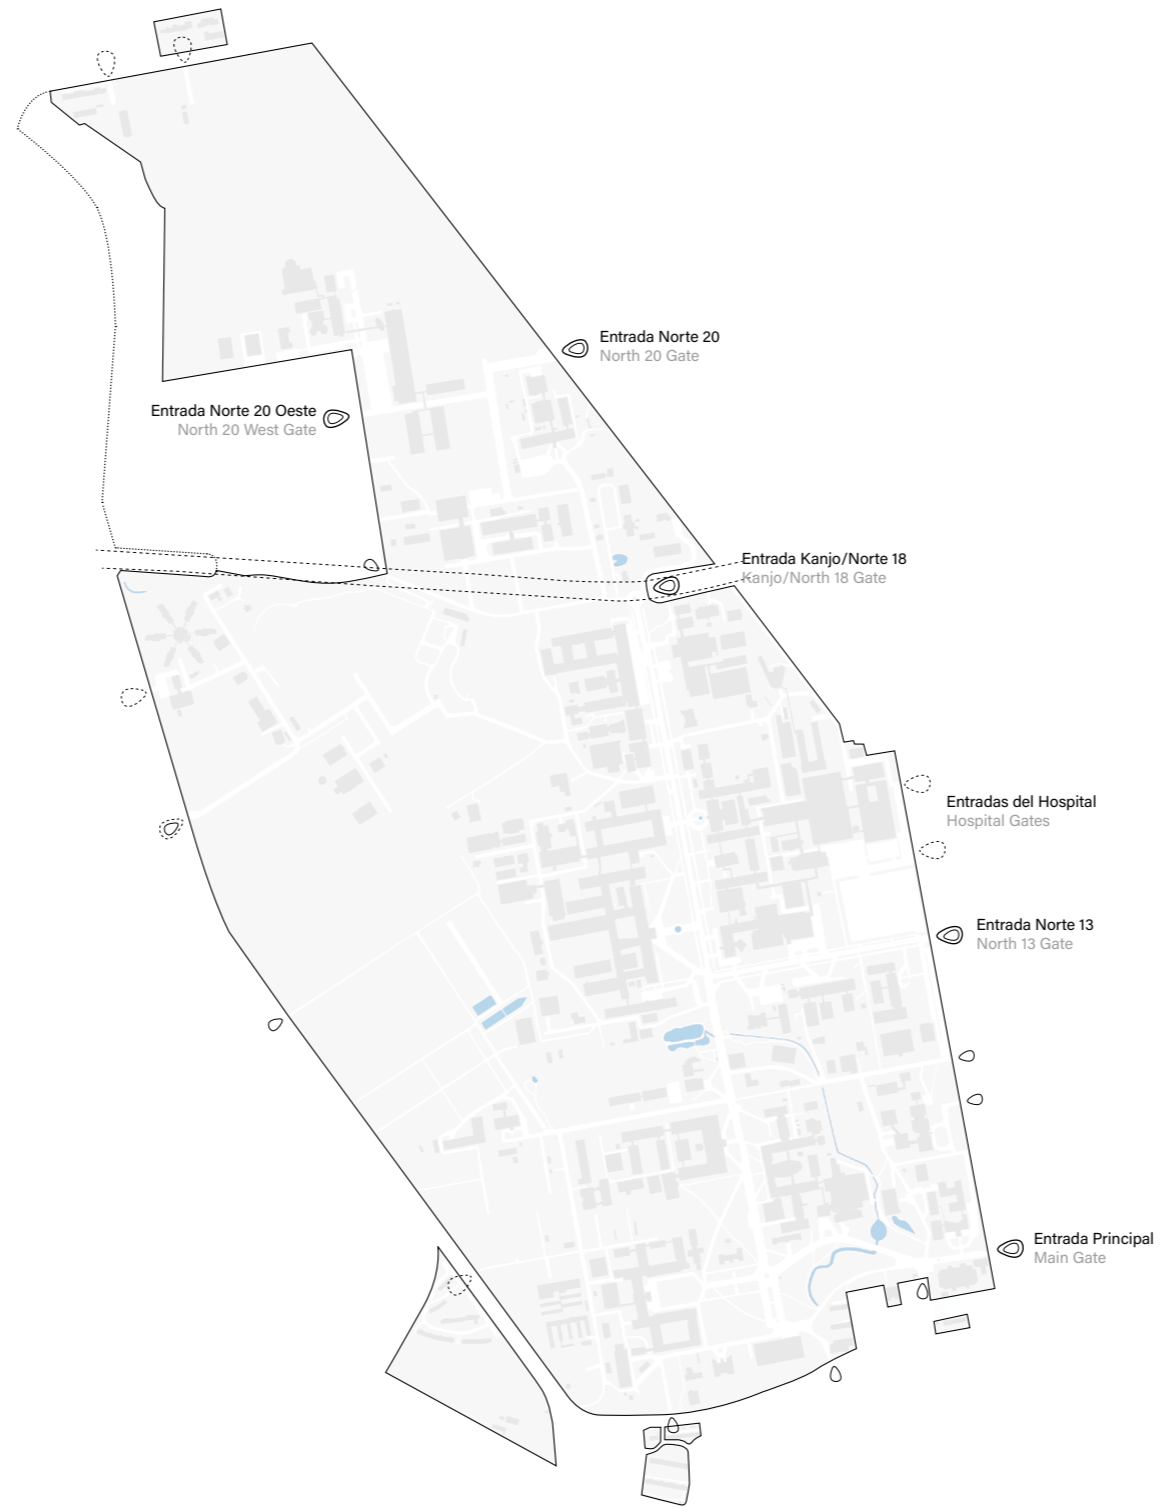 Entrada Norte 20
North 20 Gate
Entrada Norte 20 Oeste
North 20 West Gate
Entrada Kanjo/Norte 18
Kanjo/North 18 Gate
Entradas del Hospital
Hospital Gates
Entrada Norte 13
North 13 Gate
Entrada Principal
Main Gate